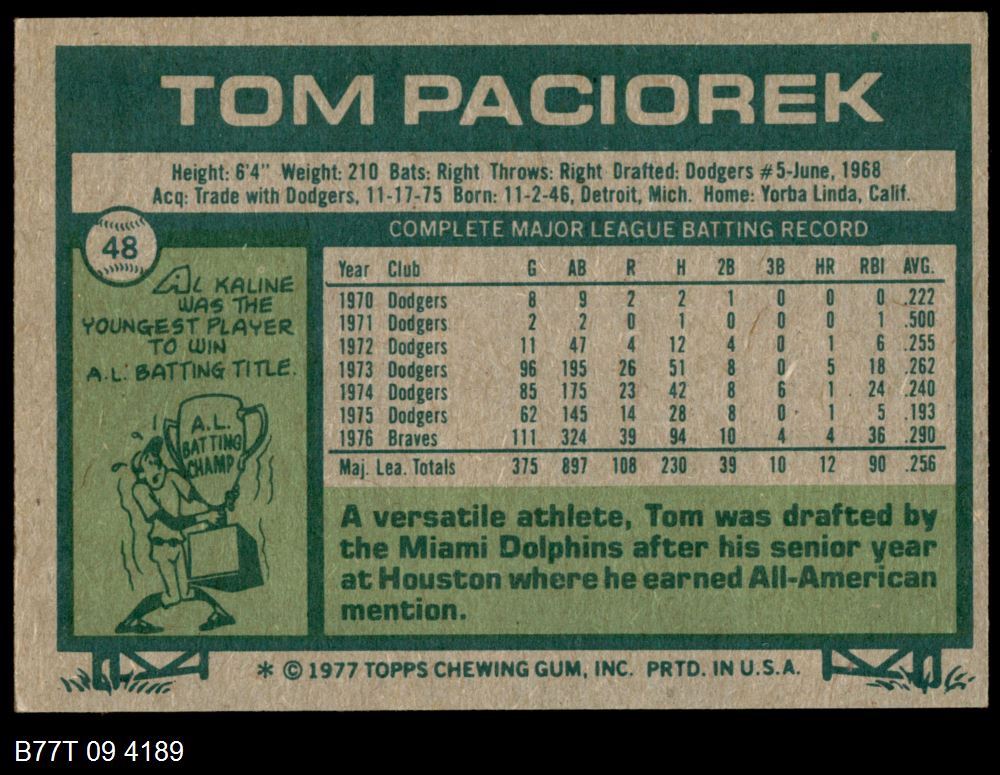 TOM PACIOREK
Height: 6'4" Weight: 210 Bats: Right Throws: Right Drafted: Dodgers #5-June, 1968
Acq: Trade with Dodgers, 11-17-75 Born: 11-2-46, Detroit, Mich. Home: Yorba Linda, Calif.
48
AL KALINE
WAS THE
YOUNGEST PLAYER
TO WIN
A.L. BATTING TITLE.
A.L.
BATTING
CHAMP
COMPLETE MAJOR LEAGUE BATTING RECORD
Year Club G AB R H 2B 3B HR RBI AVG.
1970 Dodgers 8 9 2 2 1 0 0 0 .222
1971 Dodgers 2 2 0 1 0 0 0 1 .500
1972 Dodgers 11 47 4 12 4 0 1 6 .255
1973 Dodgers 96 195 26 51 8 0 5 18 .262
1974 Dodgers 85 175 23 42 8 6 1 24 .240
1975 Dodgers 62 145 14 28 8 0 1 5 .193
1976 Braves 111 324 39 94 10 4 4 36 .290
Maj. Lea. Totals 375 897 108 230 39 10 12 90 .256
A versatile athlete, Tom was drafted by
the Miami Dolphins after his senior year
at Houston where he earned All-American
mention.
* © 1977 TOPPS CHEWING GUM, INC. PRTD. IN U.S.A.
B77T 09 4189